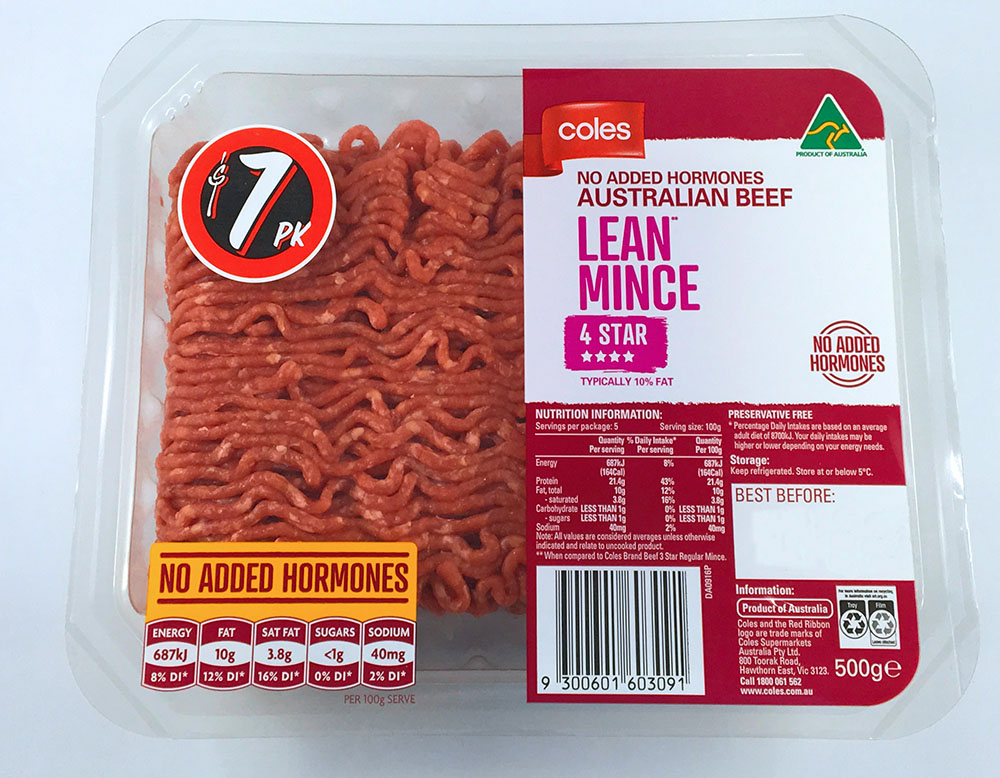 $7
PK
coles
PRODUCT OF AUSTRALIA
NO ADDED HORMONES
AUSTRALIAN BEEF
LEAN**
MINCE
4 STAR
TYPICALLY 10% FAT
NO ADDED
HORMONES
NUTRITION INFORMATION:
Servings per package: 5 Serving size: 100g
Quantity % Daily Intake* Quantity
Per serving Per serving Per 100g
Energy 687kJ 8% 687kJ
(164Cal) (164Cal)
Protein 21.4g 43% 21.4g
Fat, total 10g 12% 10g
- saturated 3.8g 16% 3.8g
Carbohydrate LESS THAN 1g 0% LESS THAN 1g
- sugars LESS THAN 1g 0% LESS THAN 1g
Sodium 40mg 2% 40mg
Note: All values are considered averages unless otherwise
indicated and relate to uncooked product.
** When compared to Coles Brand Beef 3 Star Regular Mince.
PRESERVATIVE FREE
* Percentage Daily Intakes are based on an average
adult diet of 8700kJ. Your daily intakes may be
higher or lower depending on your energy needs.
Storage:
Keep refrigerated. Store at or below 5°C.
BEST BEFORE:
DA0916P
9 300601 603091
Information:
Product of Australia
Coles and the Red Ribbon
logo are trade marks of
Coles Supermarkets
Australia Pty Ltd.
800 Toorak Road,
Hawthorn East, Vic 3123.
Call 1800 061 562
www.coles.com.au
Tray Film
500g e
NO ADDED HORMONES
ENERGY FAT SAT FAT SUGARS SODIUM
687kJ 10g 3.8g <1g 40mg
8% DI* 12% DI* 16% DI* 0% DI* 2% DI*
PER 100g SERVE